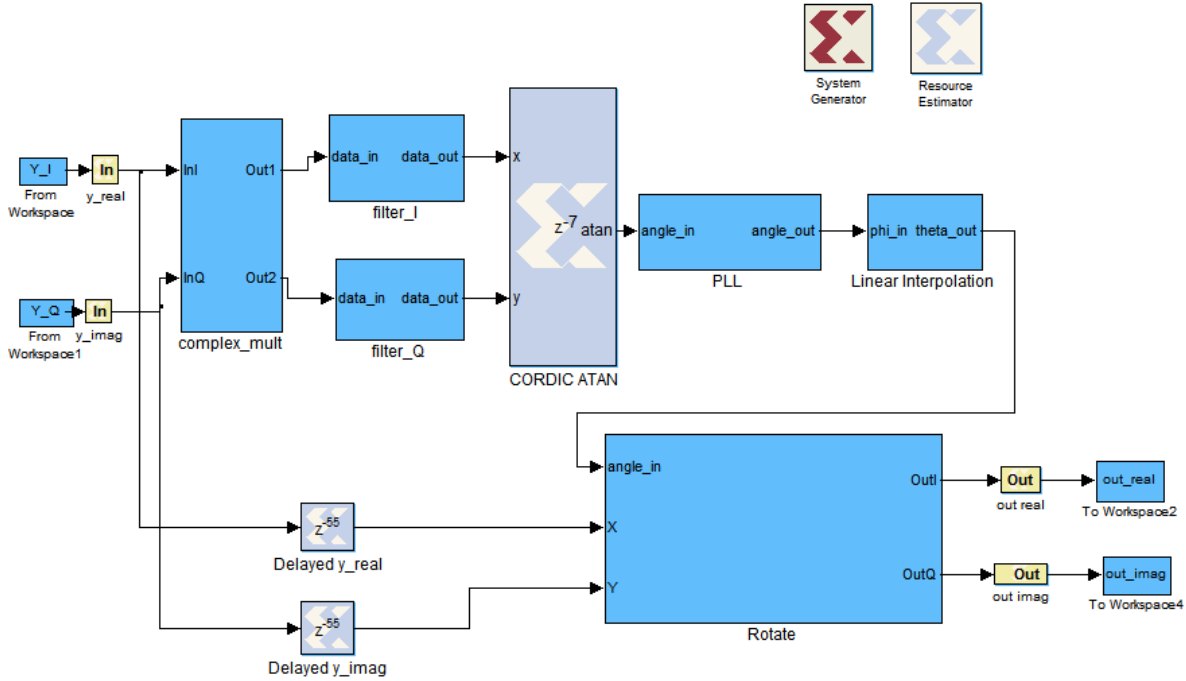 System
Generator
Resource
Estimator
Y_I
From
Workspace
In
y_real
Y_Q
From
Workspace1
In
y_imag
InI
Out1
InQ
Out2
complex_mult
data_in
data_out
filter_I
data_in
data_out
filter_Q
x
z-7
atan
y
CORDIC ATAN
angle_in
angle_out
PLL
phi_in
theta_out
Linear Interpolation
z-55
Delayed y_real
z-55
Delayed y_imag
angle_in
X
Y
OutI
OutQ
Rotate
Out
out real
out_real
To Workspace2
Out
out imag
out_imag
To Workspace4